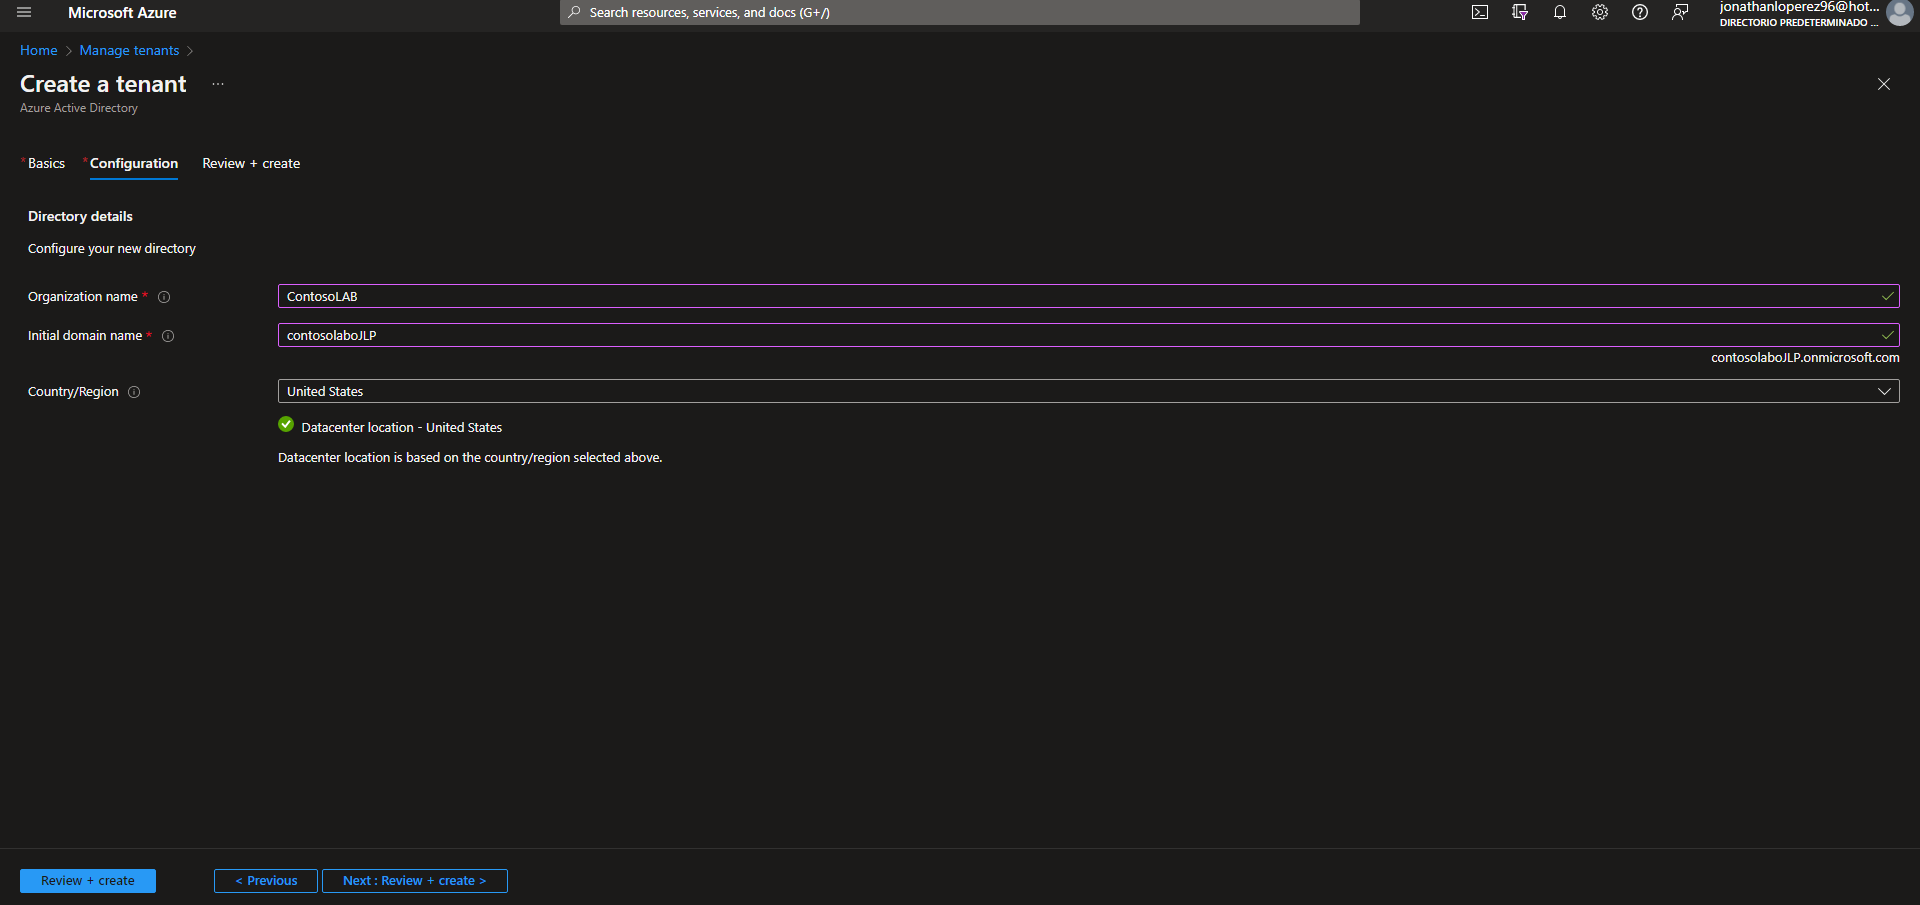 Microsoft Azure
Search resources, services, and docs (G+/)
jonathanloperez96@hot...
DIRECTORIO PREDETERMINADO ...
Home > Manage tenants >
Create a tenant ...
Azure Active Directory
* Basics * Configuration Review + create
Directory details
Configure your new directory
Organization name * ContosoLAB
Initial domain name * contosolaboJLP
contosolaboJLP.onmicrosoft.com
Country/Region United States
Datacenter location - United States
Datacenter location is based on the country/region selected above.
Review + create < Previous Next : Review + create >